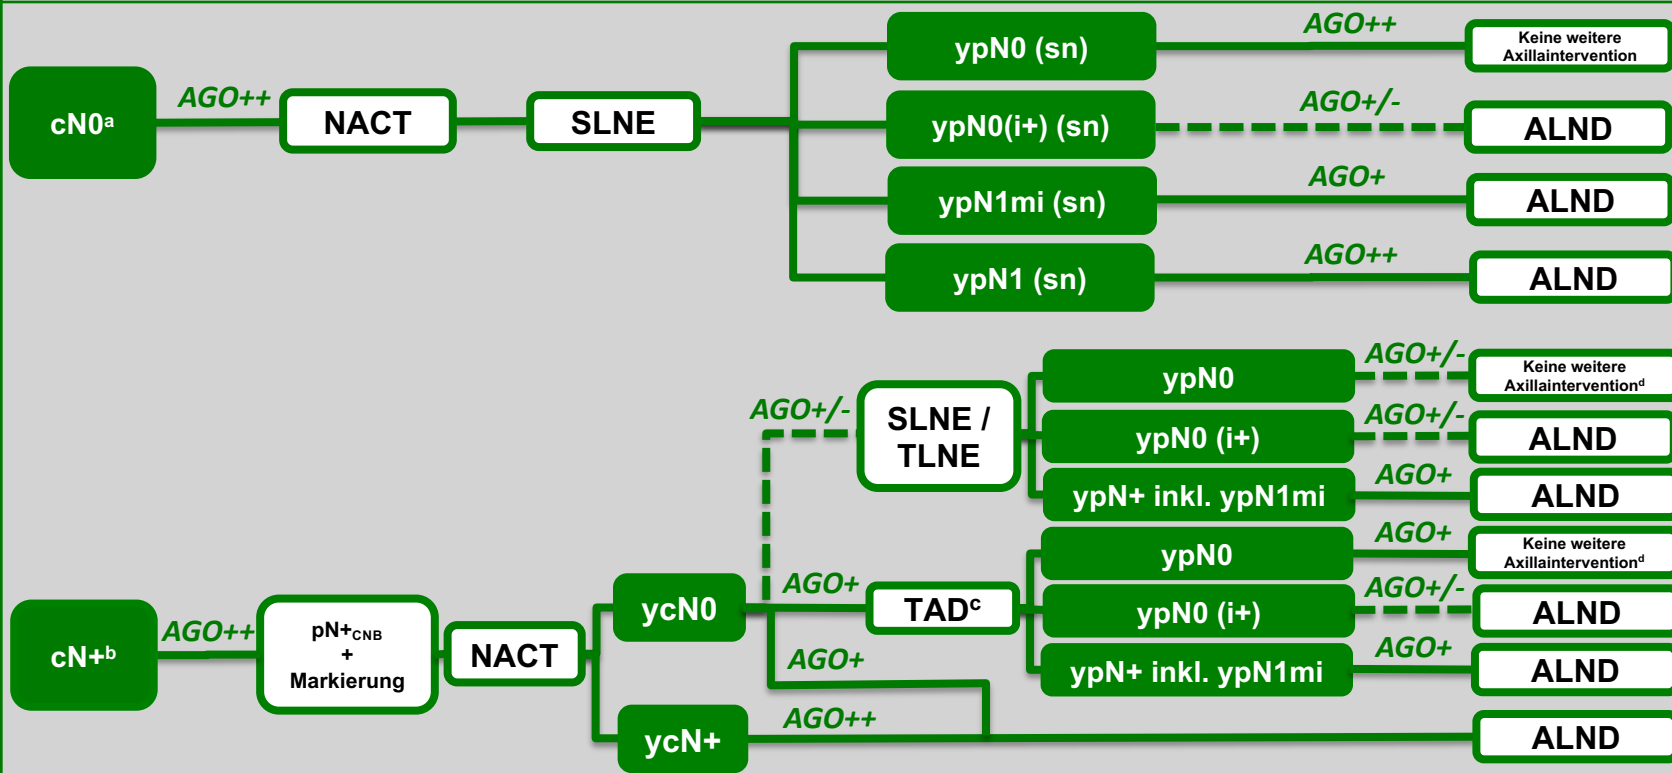 cN0ᵃ
AGO++
NACT
SLNE
ypN0 (sn)
AGO++
Keine weitere
Axillaintervention
ypN0(i+) (sn)
AGO+/-
ALND
ypN1mi (sn)
AGO+
ALND
ypN1 (sn)
AGO++
ALND
AGO+/-
SLNE /
TLNE
ypN0
AGO+/-
Keine weitere
Axillainterventionᵈ
ypN0 (i+)
AGO+/-
ALND
ypN+ inkl. ypN1mi
AGO+
ALND
cN+ᵇ
AGO++
pN+CNB
+
Markierung
NACT
ycN0
AGO+
TADᶜ
ypN0
AGO+
Keine weitere
Axillainterventionᵈ
ypN0 (i+)
AGO+/-
ALND
ypN+ inkl. ypN1mi
AGO+
ALND
AGO+
ycN+
AGO++
ALND